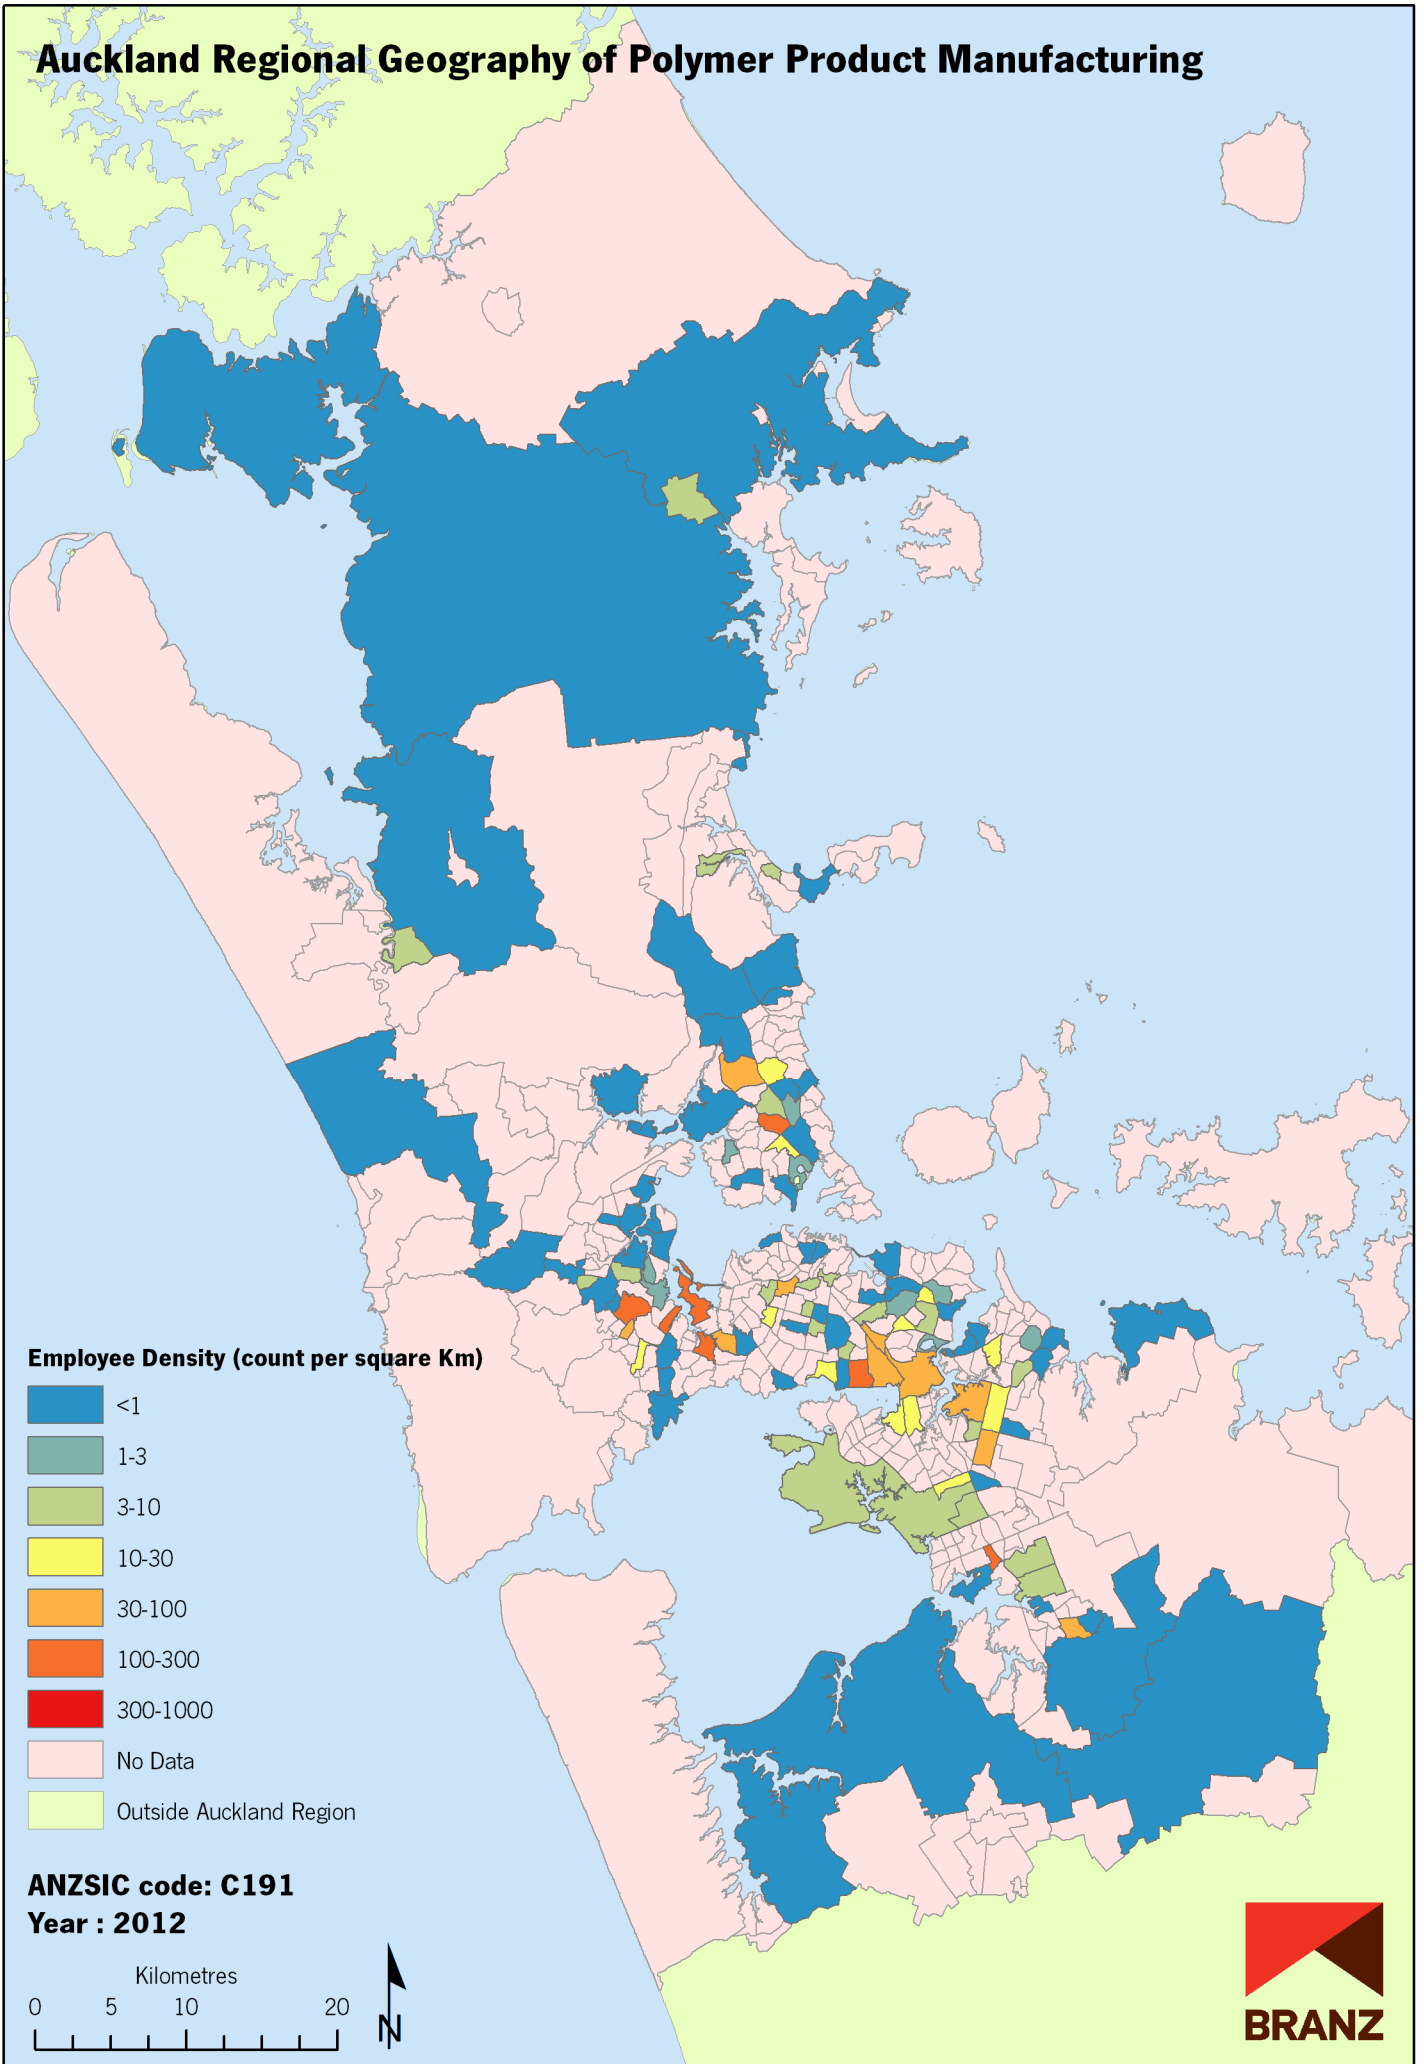 Auckland Regional Geography of Polymer Product Manufacturing
Employee Density (count per square Km)
<1
1-3
3-10
10-30
30-100
100-300
300-1000
No Data
Outside Auckland Region
ANZSIC code: C191
Year : 2012
Kilometres
0 5 10 20
N
BRANZ